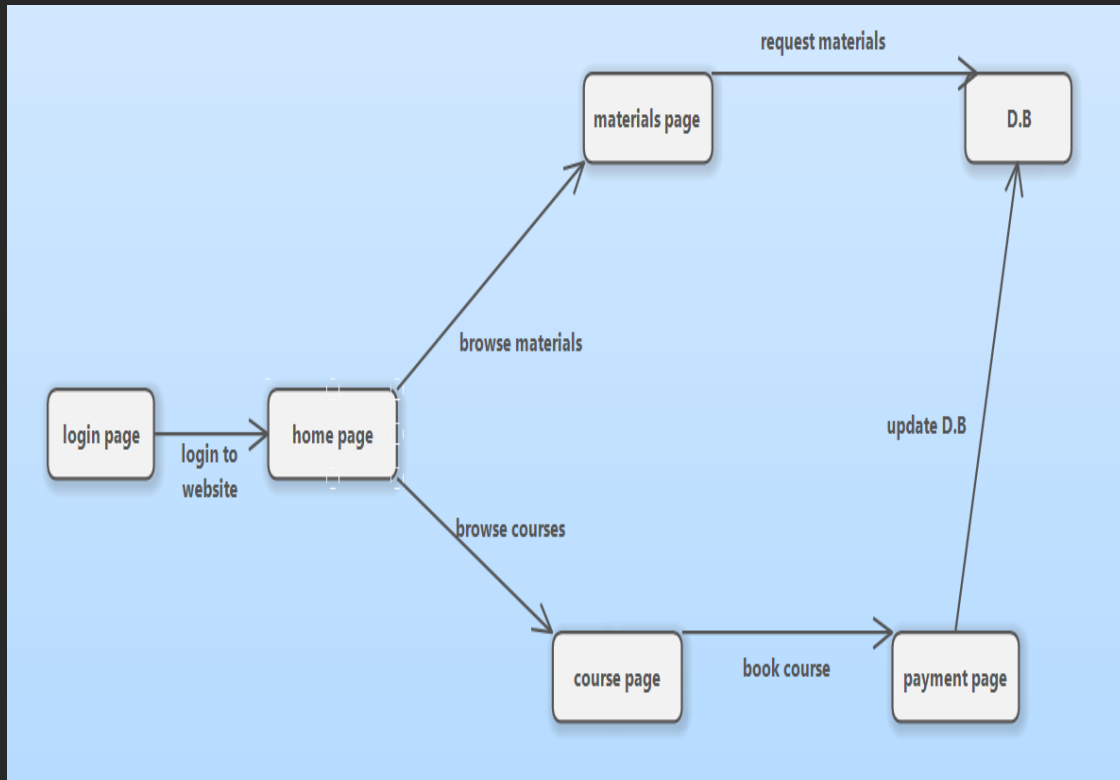 request materials
materials page
D.B
browse materials
update D.B
login page
home page
login to
website
browse courses
book course
course page
payment page